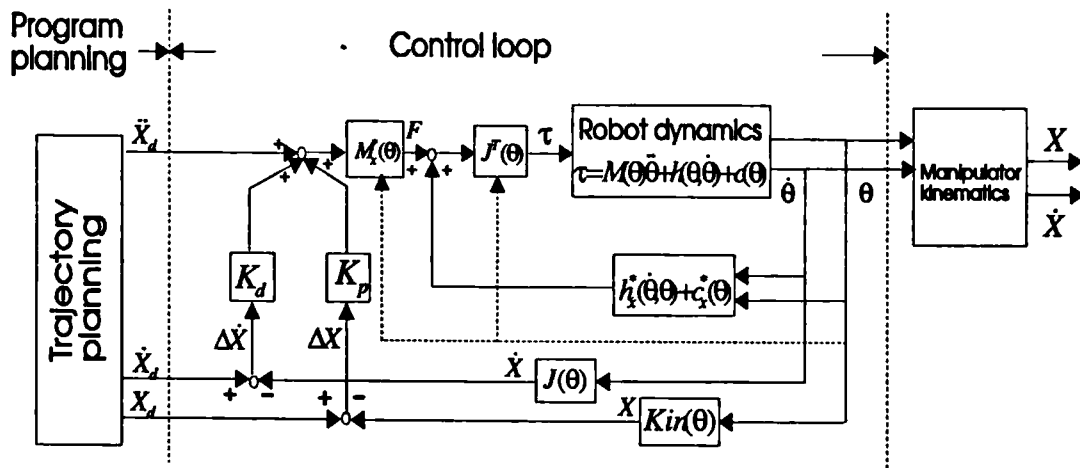 Program
planning
Control loop
Ẍd
+
+
+
+
M*x(θ)
F
+
+
Jᵀ(θ)
τ
Robot dynamics
τ=M(θ)θ̈+h(θ,θ̇)+c(θ)
θ̇
θ
Manipulator
kinematics
X
Ẋ
Trajectory
planning
Kd
Kp
h*x(θ̇,θ)+c*x(θ)
ΔẊ
ΔX
Ẋd
+
−
Ẋ
J(θ)
Xd
+
−
X
Kin(θ)